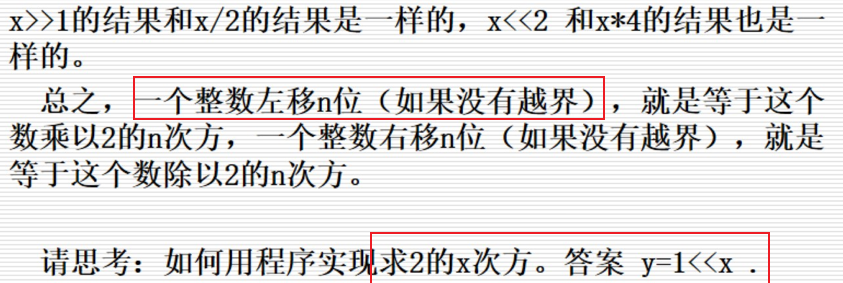 x>>1的结果和x/2的结果是一样的，x<<2 和x*4的结果也是一
样的。
总之，一个整数左移n位（如果没有越界），就是等于这个
数乘以2的n次方，一个整数右移n位（如果没有越界），就是
等于这个数除以2的n次方。
请思考：如何用程序实现求2的x次方。答案 y=1<<x .